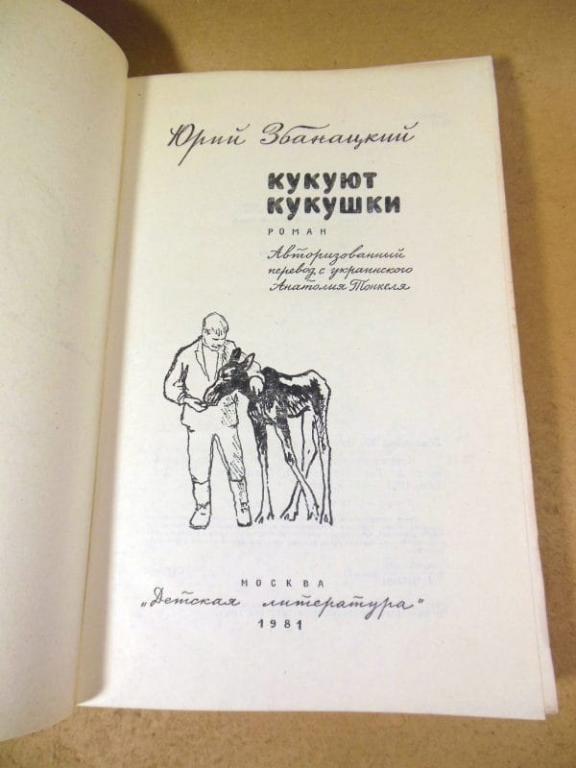 Юрий Збанацкий
КУКУЮТ
КУКУШКИ
РОМАН
Авторизованный
перевод с украинского
Анатолия Тонкеля
МОСКВА
„Детская литература"
1981